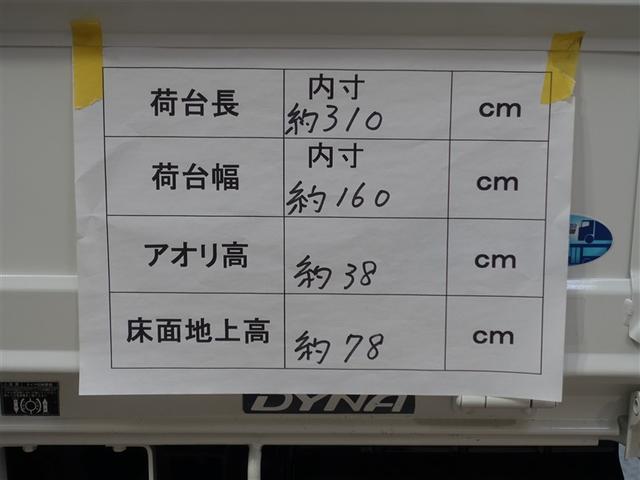 荷台長 内寸 約310 cm
荷台幅 内寸 約160 cm
アオリ高 約38 cm
床面地上高 約78 cm
DYNA